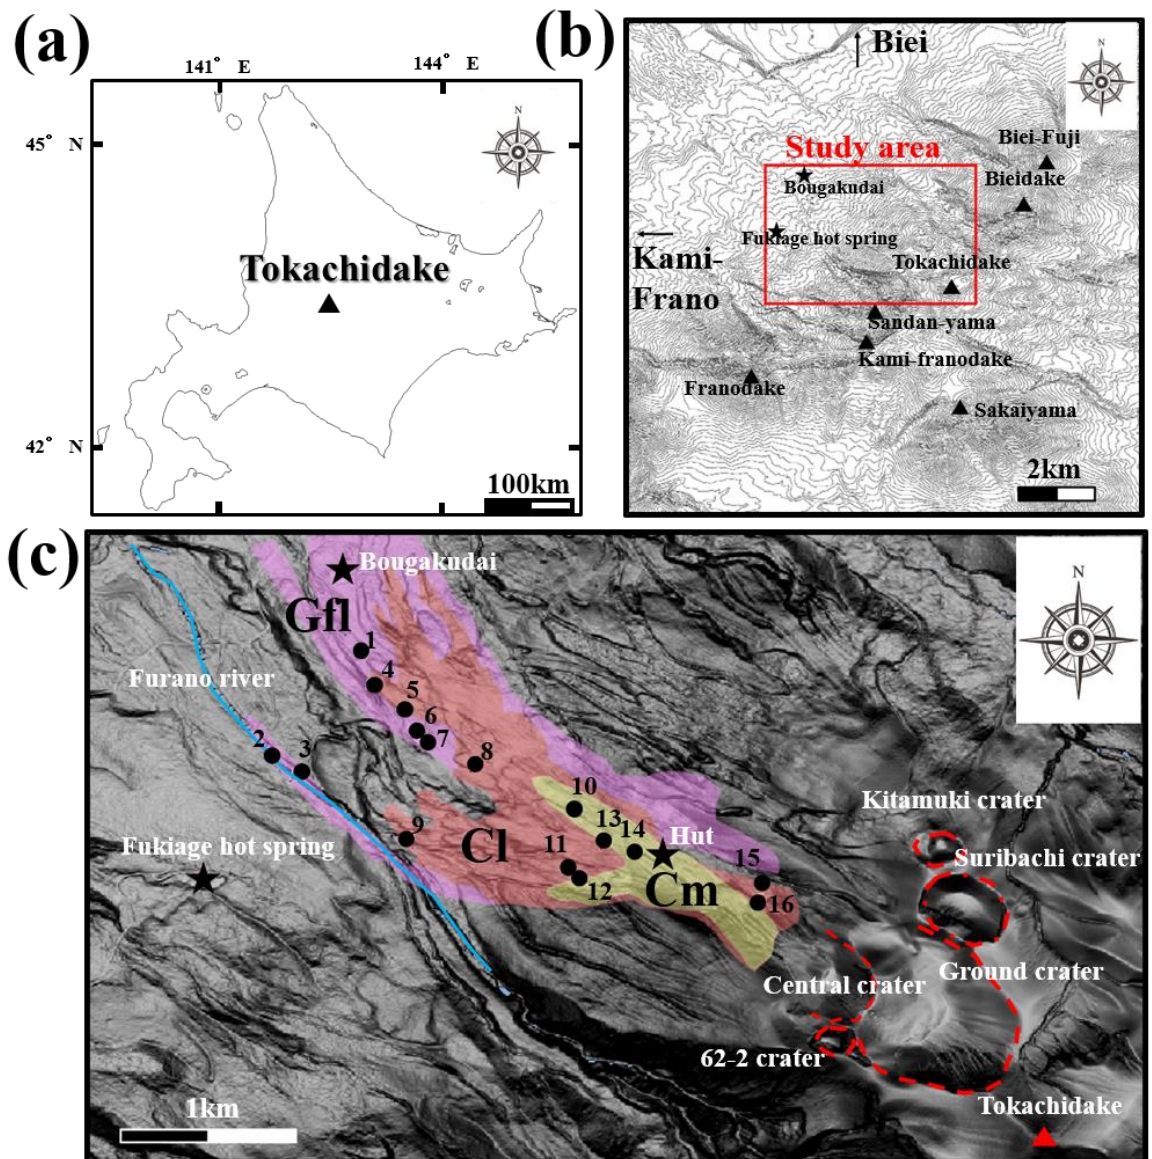 (a)
141° E
144° E
45° N
N
Tokachidake
42° N
100km
(b)
Biei
N
Study area
Biei-Fuji
Bieidake
Bougakudai
Fukiage hot spring
Kami-
Frano
Tokachidake
Sandan-yama
Kami-franodake
Franodake
Sakaiyama
2km
(c)
Bougakudai
N
Gfl
1
Furano river
4
5
6
7
2
3
8
10
Kitamuki crater
13
14
Hut
9
Cl
11
15
Suribachi crater
Fukiage hot spring
12
Cm
16
Ground crater
Central crater
62-2 crater
1km
Tokachidake